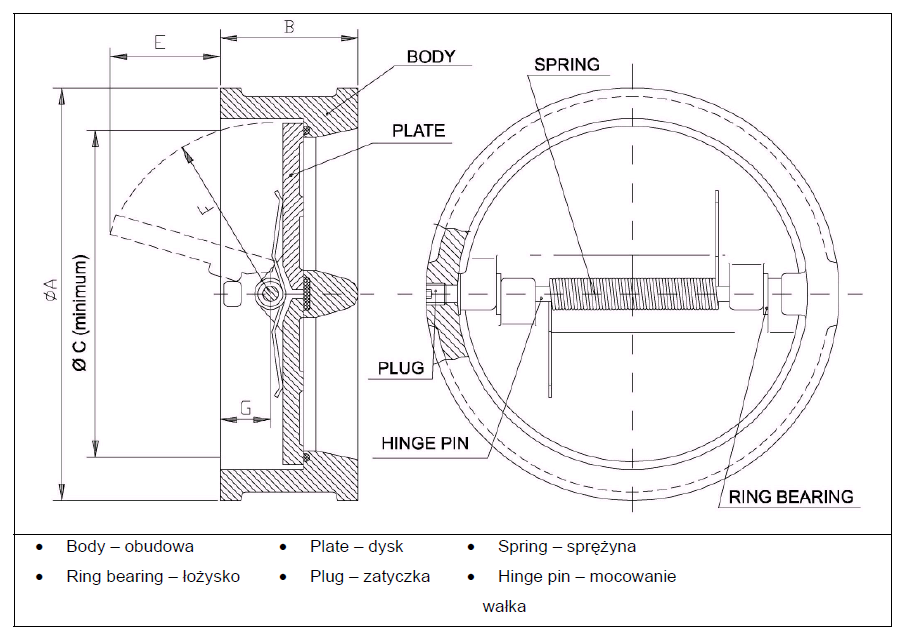 E
B
BODY
SPRING
PLATE
F
ØA
Ø C (minimum)
G
PLUG
HINGE PIN
RING BEARING
• Body – obudowa • Plate – dysk • Spring – sprężyna
• Ring bearing – łożysko • Plug – zatyczka • Hinge pin – mocowanie
wałka